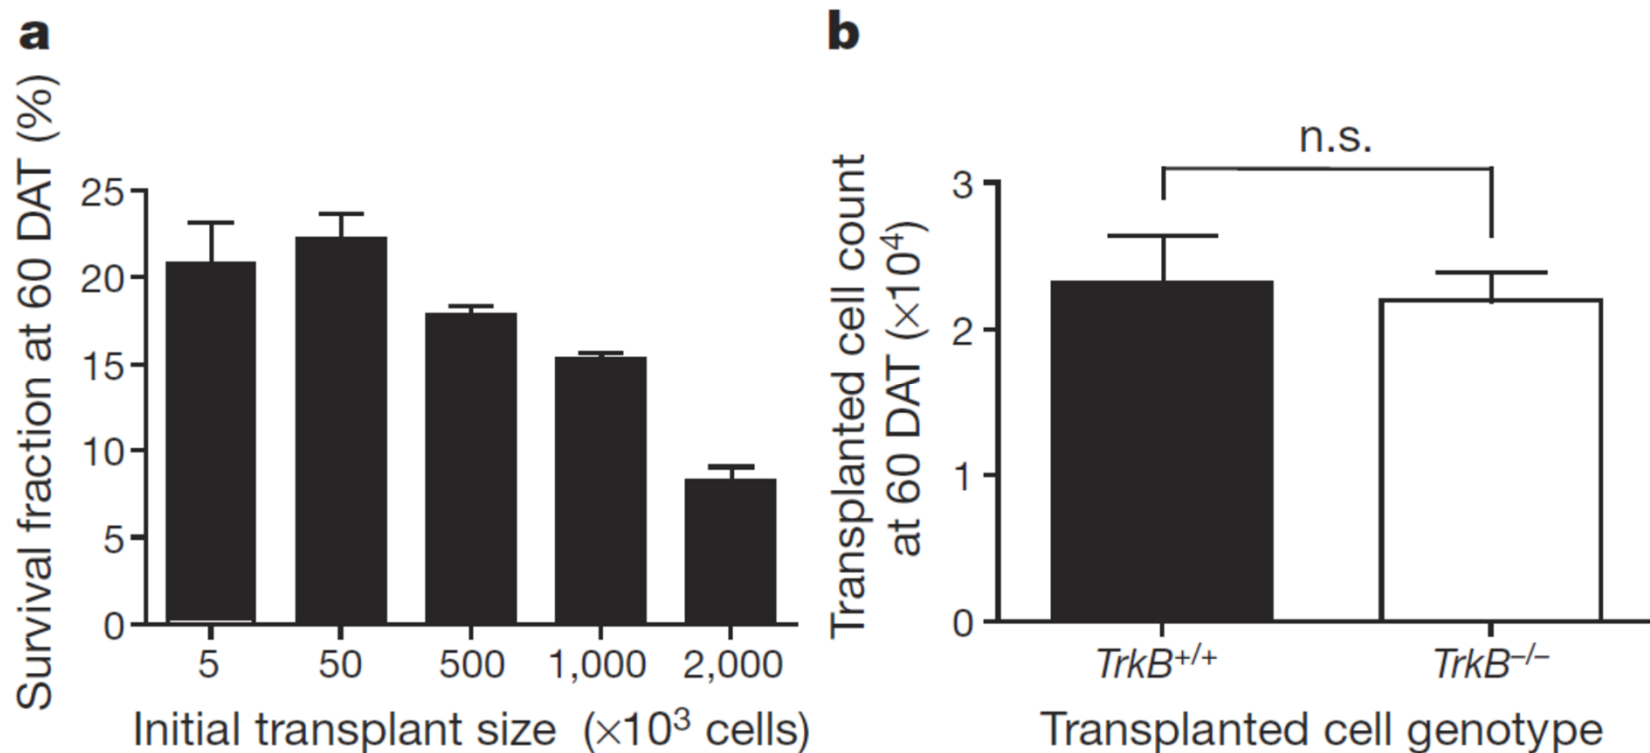 a
Survival fraction at 60 DAT (%)
25
20
15
10
5
0
5 50 500 1,000 2,000
Initial transplant size (×10³ cells)
b
Transplanted cell count
at 60 DAT (×10⁴)
n.s.
3
2
1
0
TrkB⁺/⁺ TrkB⁻/⁻
Transplanted cell genotype